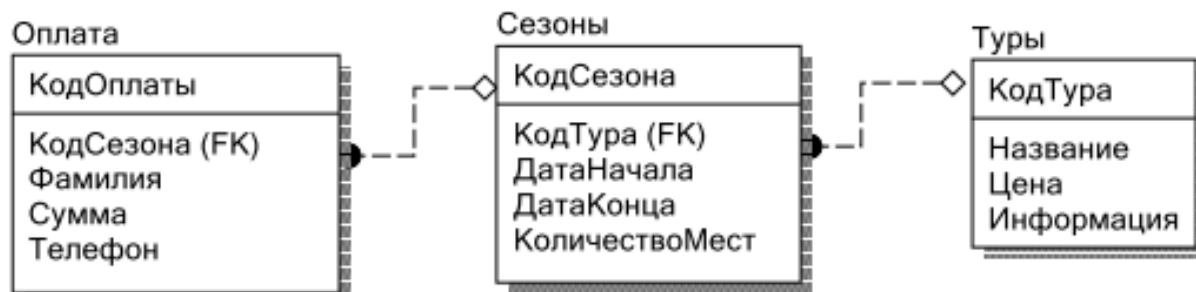 Оплата
КодОплаты
КодСезона (FK)
Фамилия
Сумма
Телефон
Сезоны
КодСезона
КодТура (FK)
ДатаНачала
ДатаКонца
КоличествоМест
Туры
КодТура
Название
Цена
Информация